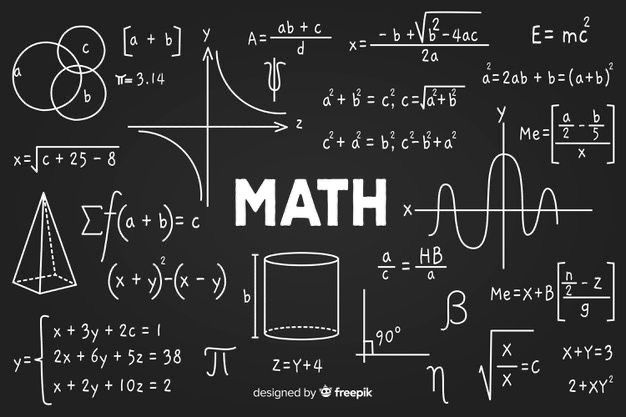 a
c
b
[a + b]
π=3.14
y
z
A= ab + c / d
ψ
x= -b+√b²-4ac / 2a
E= mc²
a²=2ab + b=(a+b)²
a²+b²= c², c=√a²+b²
c²+a²= b², c²-b²+a²
Me=[a/2 - b/5 / x]
x=√c + 25 - 8
MATH
y
x
∑∫(a + b)= c
(x + y)²-(x - y)
b
z=y+4
a/c = HB/a
90°
β
η
Me=x+B[n/2 - z / g]
y={
x + 3y + 2c = 1
2x + 6y + 5z = 38
x + 2y + 10z = 2
π
√x/x=c
x+y=3
2+xy²
designed by freepik